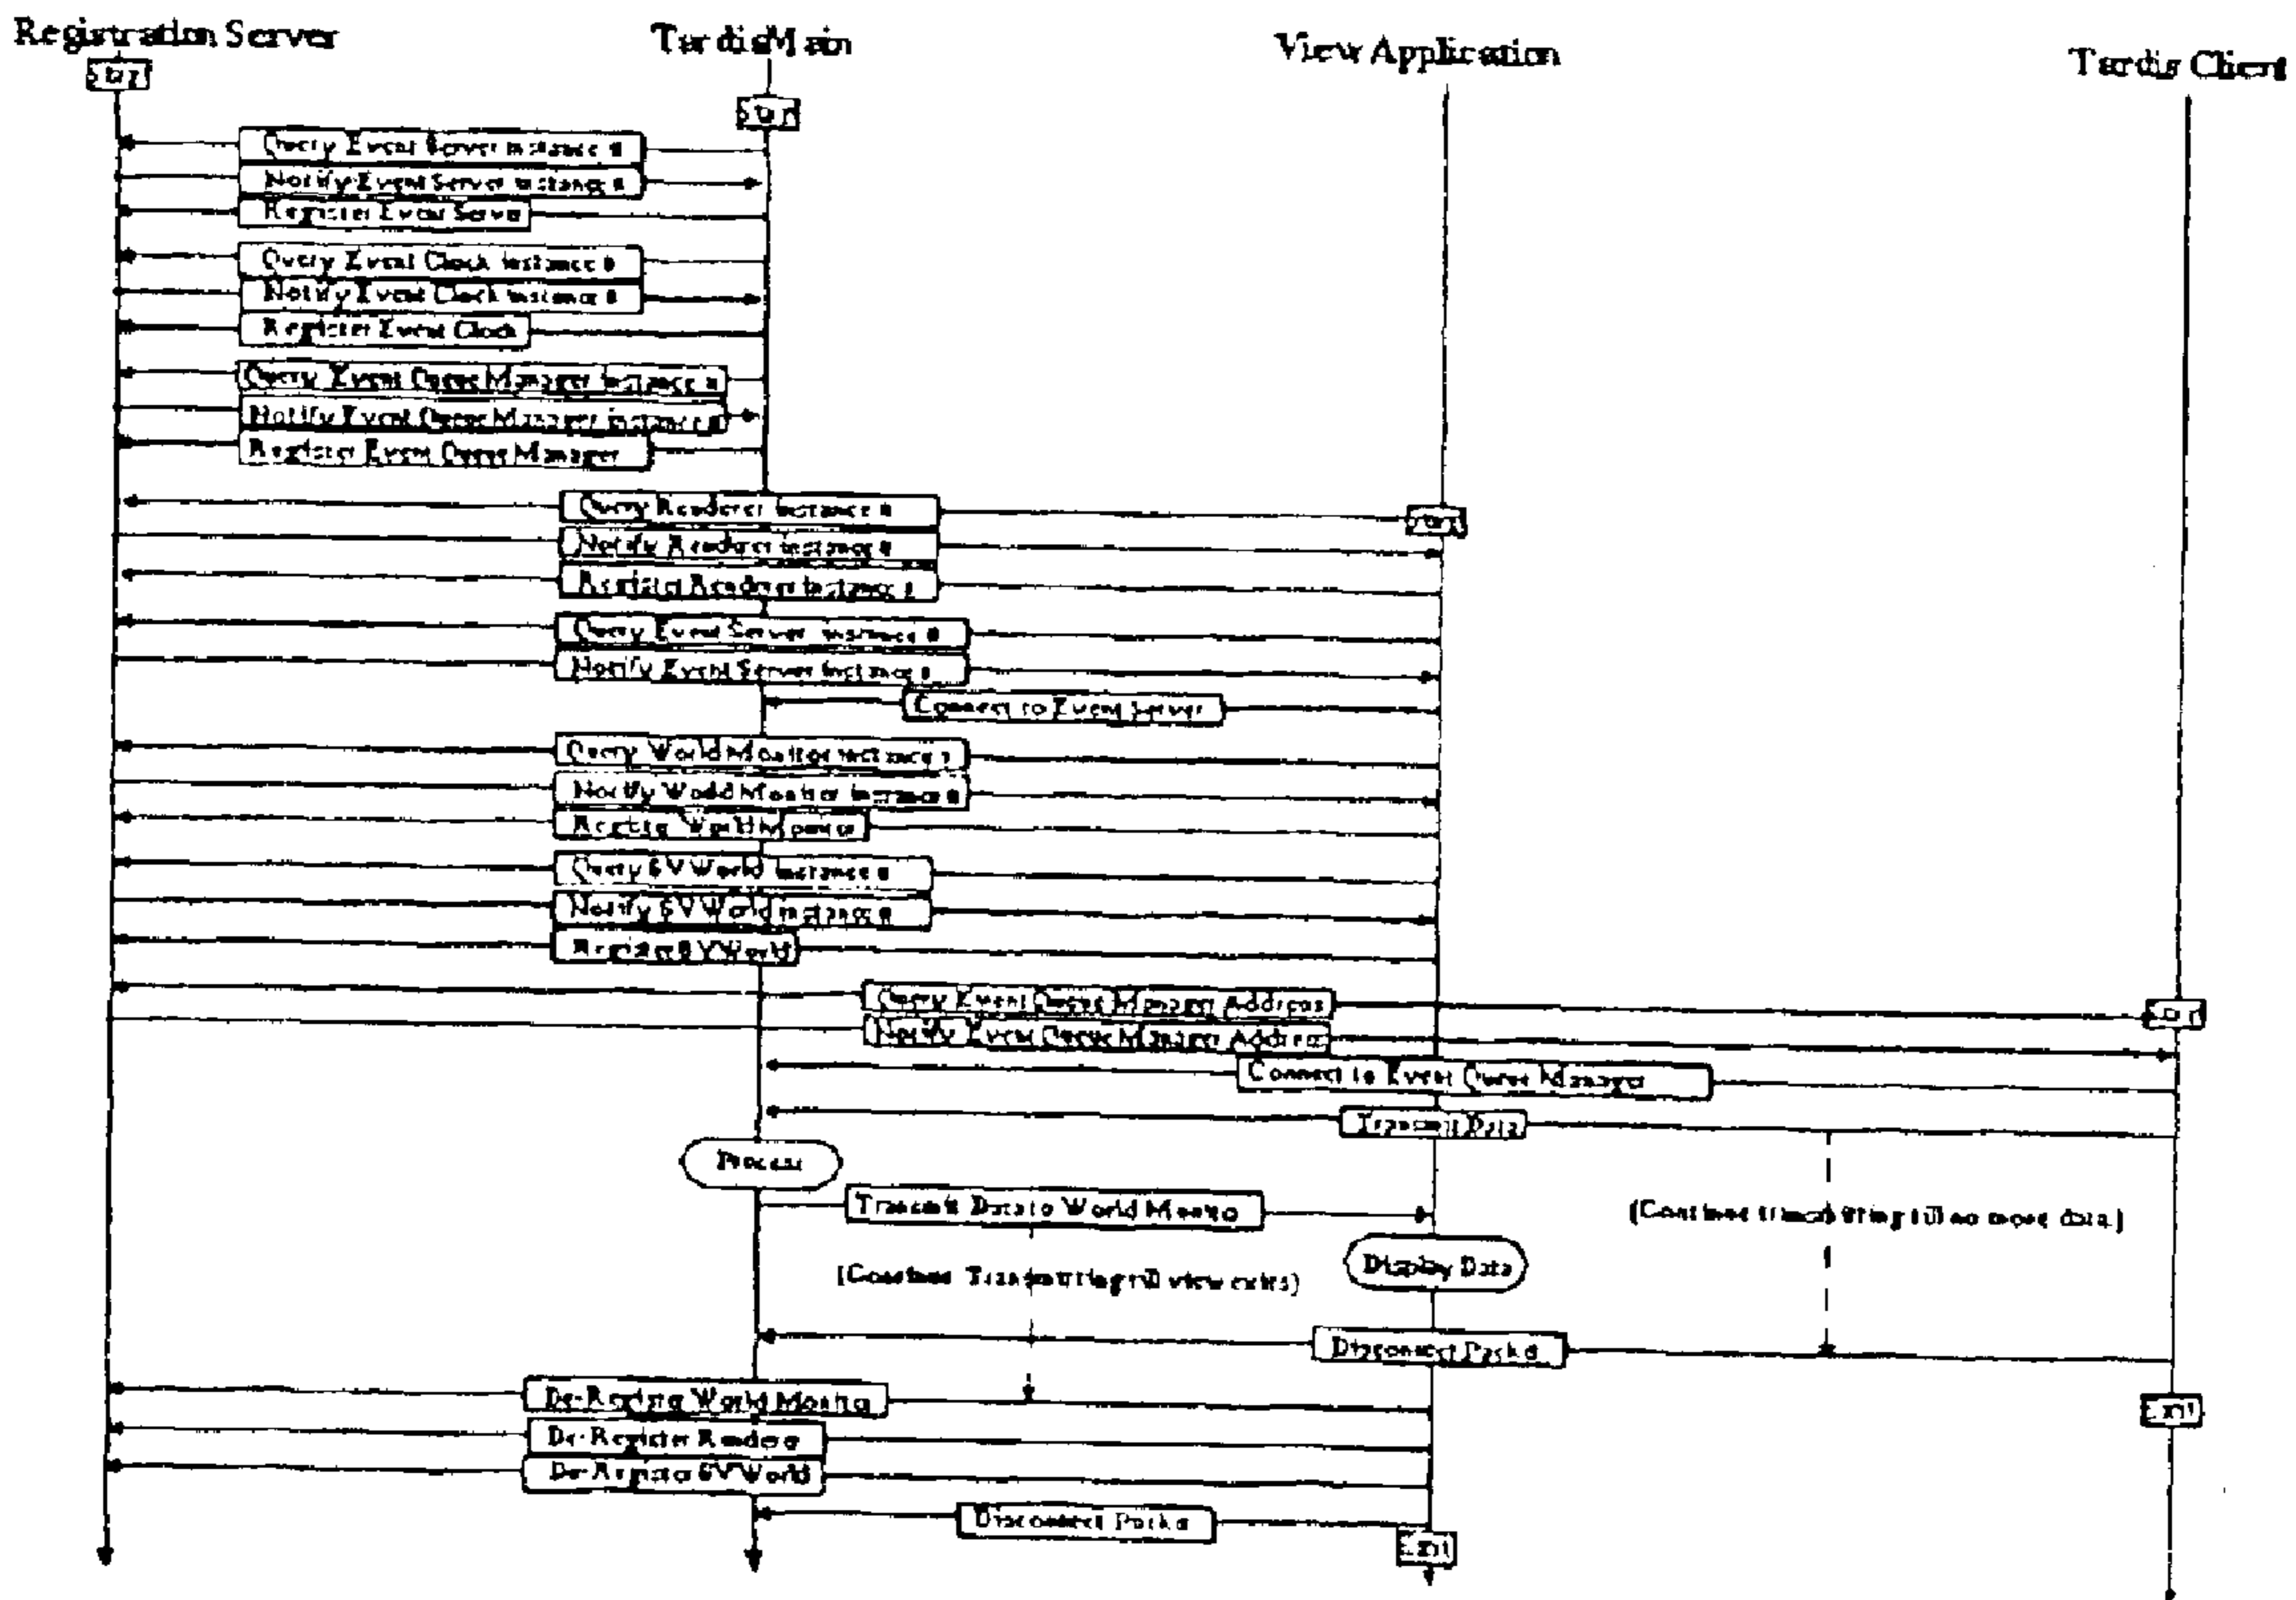 Registration Server
Tardis Main
View Application
Tardis Client
Start
Start
Query Event Server instance #
Notify Event Server instance #
Register Event Server
Query Event Clock instance #
Notify Event Clock instance #
Register Event Clock
Query Event Queue Manager instance #
Notify Event Queue Manager instance #
Register Event Queue Manager
Query Renderer instance #
Start
Notify Renderer instance #
Register Renderer instance #
Query Event Server instance #
Notify Event Server instance #
Connect to Event Server
Query World Monitor instance #
Notify World Monitor instance #
Register World Monitor
Query SV World instance #
Notify SV World instance #
Register SV World
Query Event Queue Manager Address
Start
Notify Event Queue Manager Address
Connect to Event Queue Manager
Transmit Data
Process
Transmit Data to World Monitor
(Continue transmitting till no more data)
Display Data
(Continue Transmitting till view exits)
Disconnect Packet
De-Register World Monitor
Exit
De-Register Renderer
De-Register SV World
Disconnect Packet
Exit